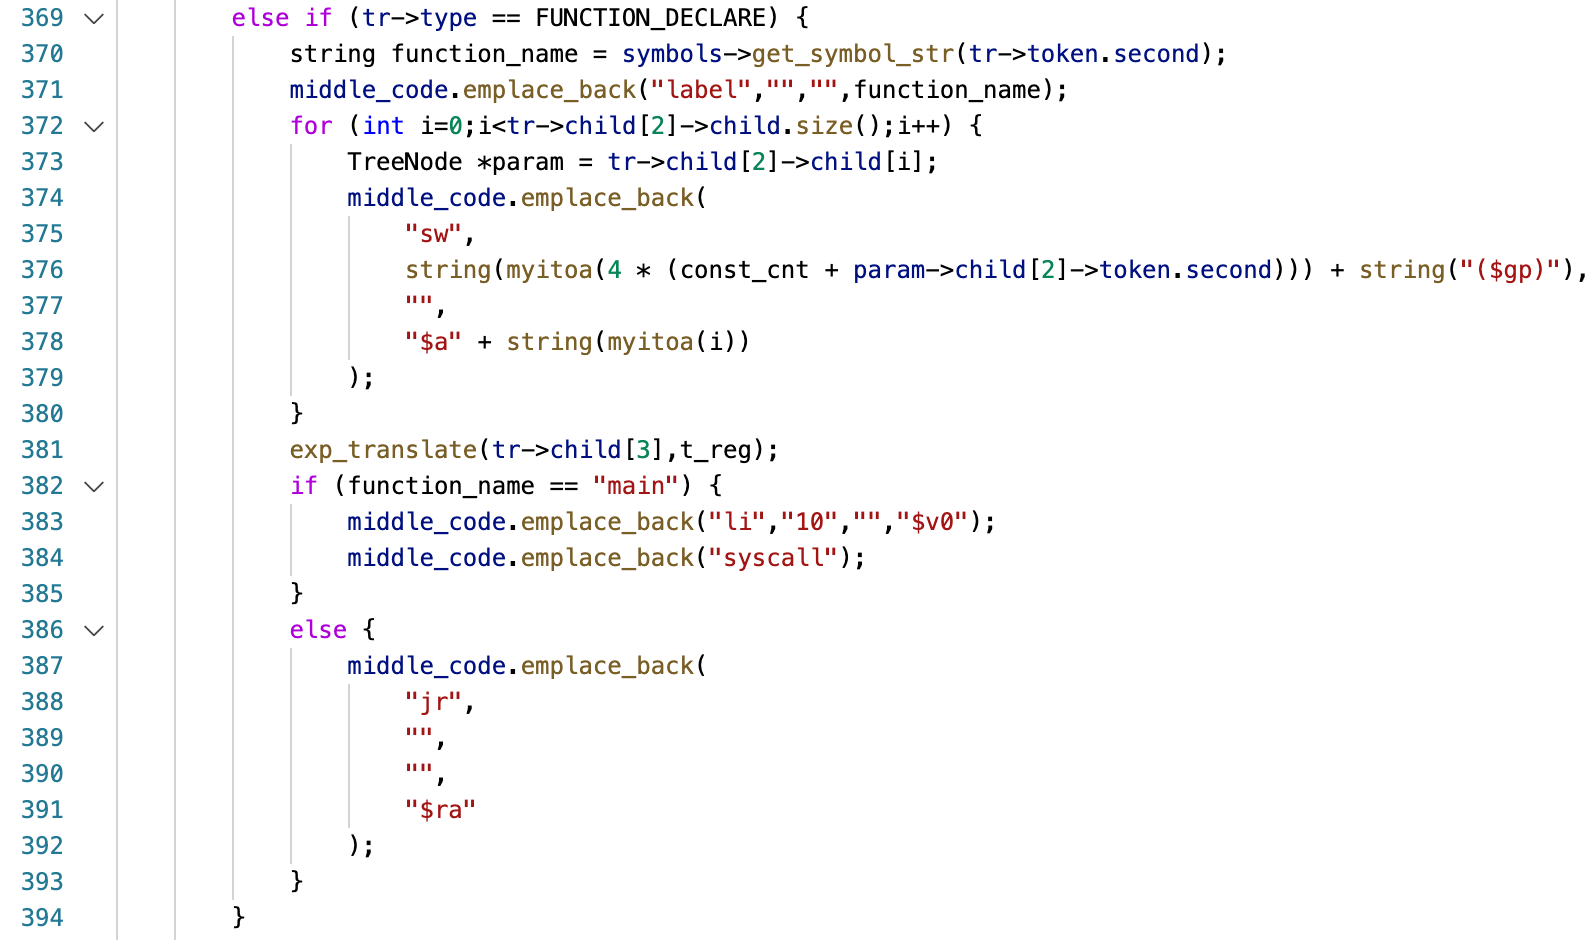 369 else if (tr->type == FUNCTION_DECLARE) {
370 string function_name = symbols->get_symbol_str(tr->token.second);
371 middle_code.emplace_back("label","","",function_name);
372 for (int i=0;i<tr->child[2]->child.size();i++) {
373 TreeNode *param = tr->child[2]->child[i];
374 middle_code.emplace_back(
375 "sw",
376 string(myitoa(4 * (const_cnt + param->child[2]->token.second))) + string("($gp)"),
377 "",
378 "$a" + string(myitoa(i))
379 );
380 }
381 exp_translate(tr->child[3],t_reg);
382 if (function_name == "main") {
383 middle_code.emplace_back("li","10","","$v0");
384 middle_code.emplace_back("syscall");
385 }
386 else {
387 middle_code.emplace_back(
388 "jr",
389 "",
390 "",
391 "$ra"
392 );
393 }
394 }